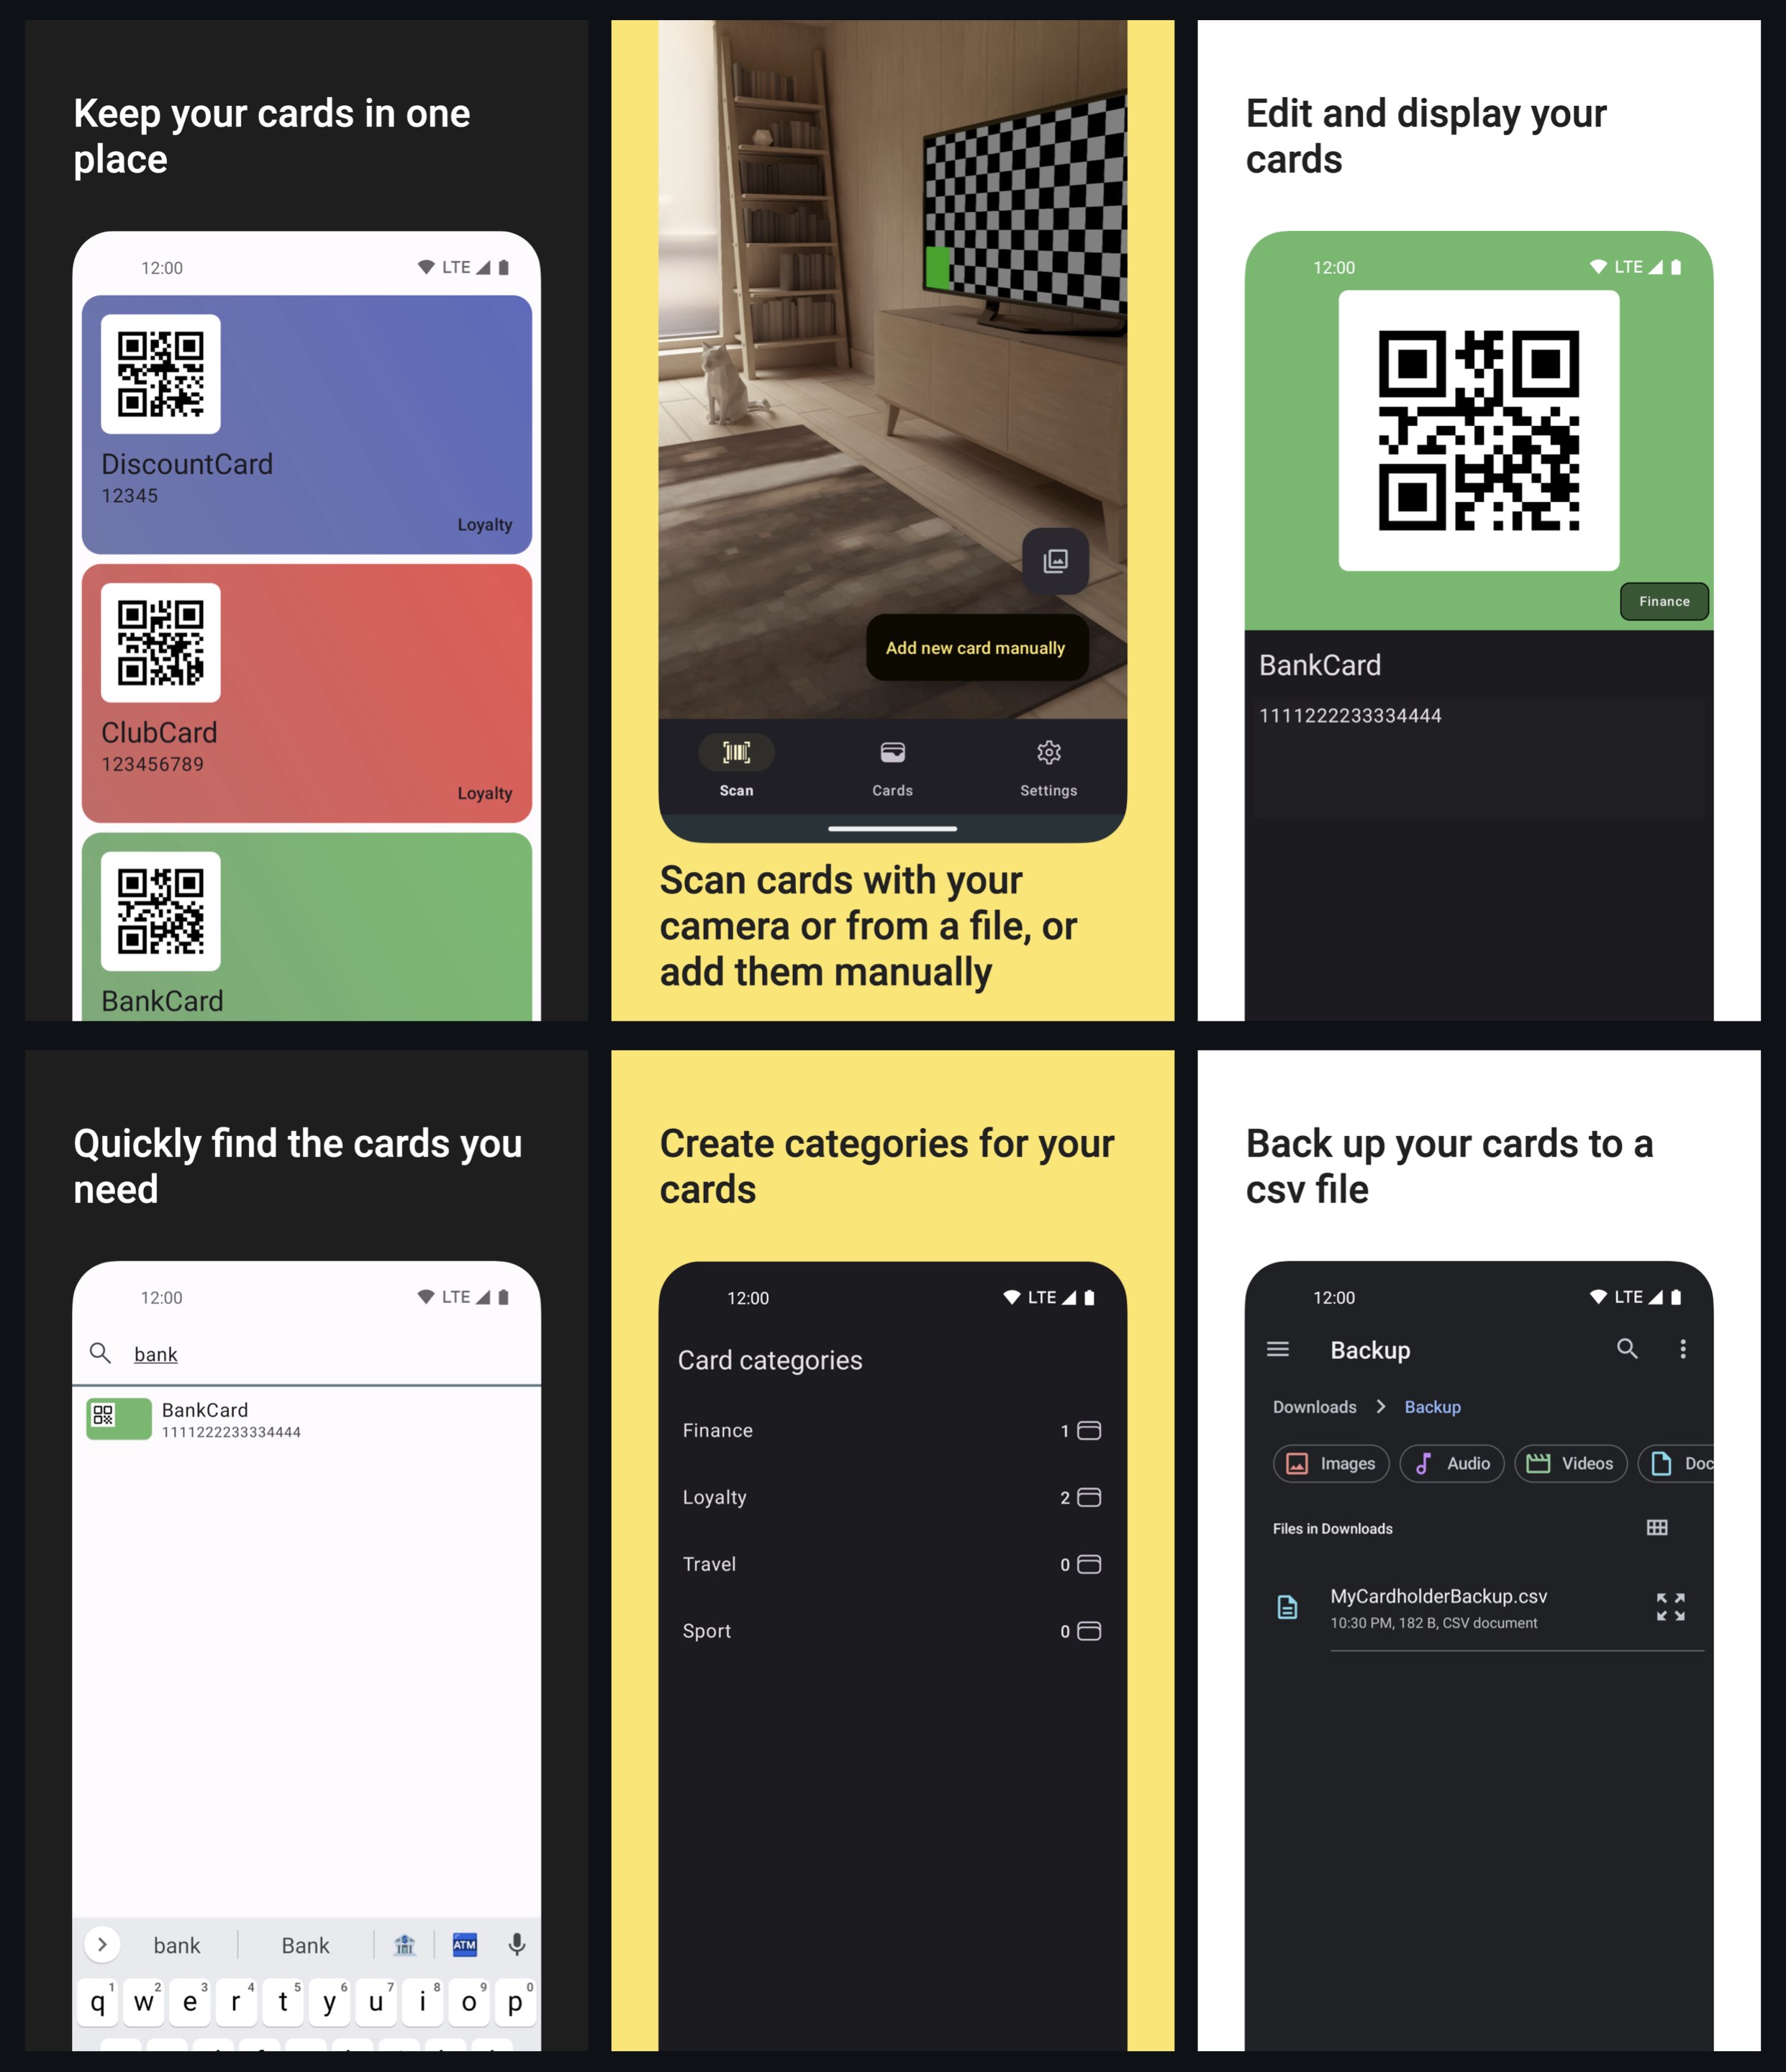 Keep your cards in one
place
12:00 LTE
DiscountCard
12345
Loyalty
ClubCard
123456789
Loyalty
BankCard
Add new card manually
Scan Cards Settings
Scan cards with your
camera or from a file, or
add them manually
Edit and display your
cards
12:00 LTE
Finance
BankCard
1111222233334444
Quickly find the cards you
need
12:00 LTE
bank
BankCard
1111222233334444
bank Bank ATM
1 2 3 4 5 6 7 8 9 0
q w e r t y u i o p
Create categories for your
cards
12:00 LTE
Card categories
Finance 1
Loyalty 2
Travel 0
Sport 0
Back up your cards to a
csv file
12:00 LTE
Backup
Downloads Backup
Images Audio Videos Doc
Files in Downloads
MyCardholderBackup.csv
10:30 PM, 182 B, CSV document